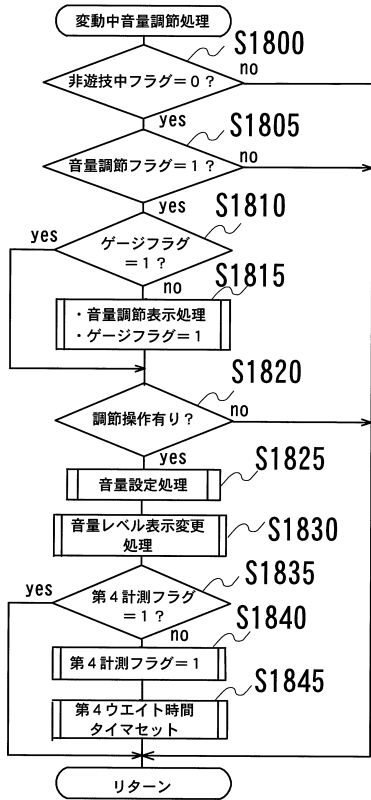 変動中音量調節処理
S1800
非遊技中フラグ=0?
no
yes
S1805
音量調節フラグ=1?
no
yes
S1810
ゲージフラグ
=1?
yes
no
S1815
・音量調節表示処理
・ゲージフラグ=1
S1820
調節操作有り?
no
yes
S1825
音量設定処理
S1830
音量レベル表示変更
処理
S1835
第4計測フラグ
=1?
yes
no
S1840
第4計測フラグ=1
S1845
第4ウエイト時間
タイマセット
リターン